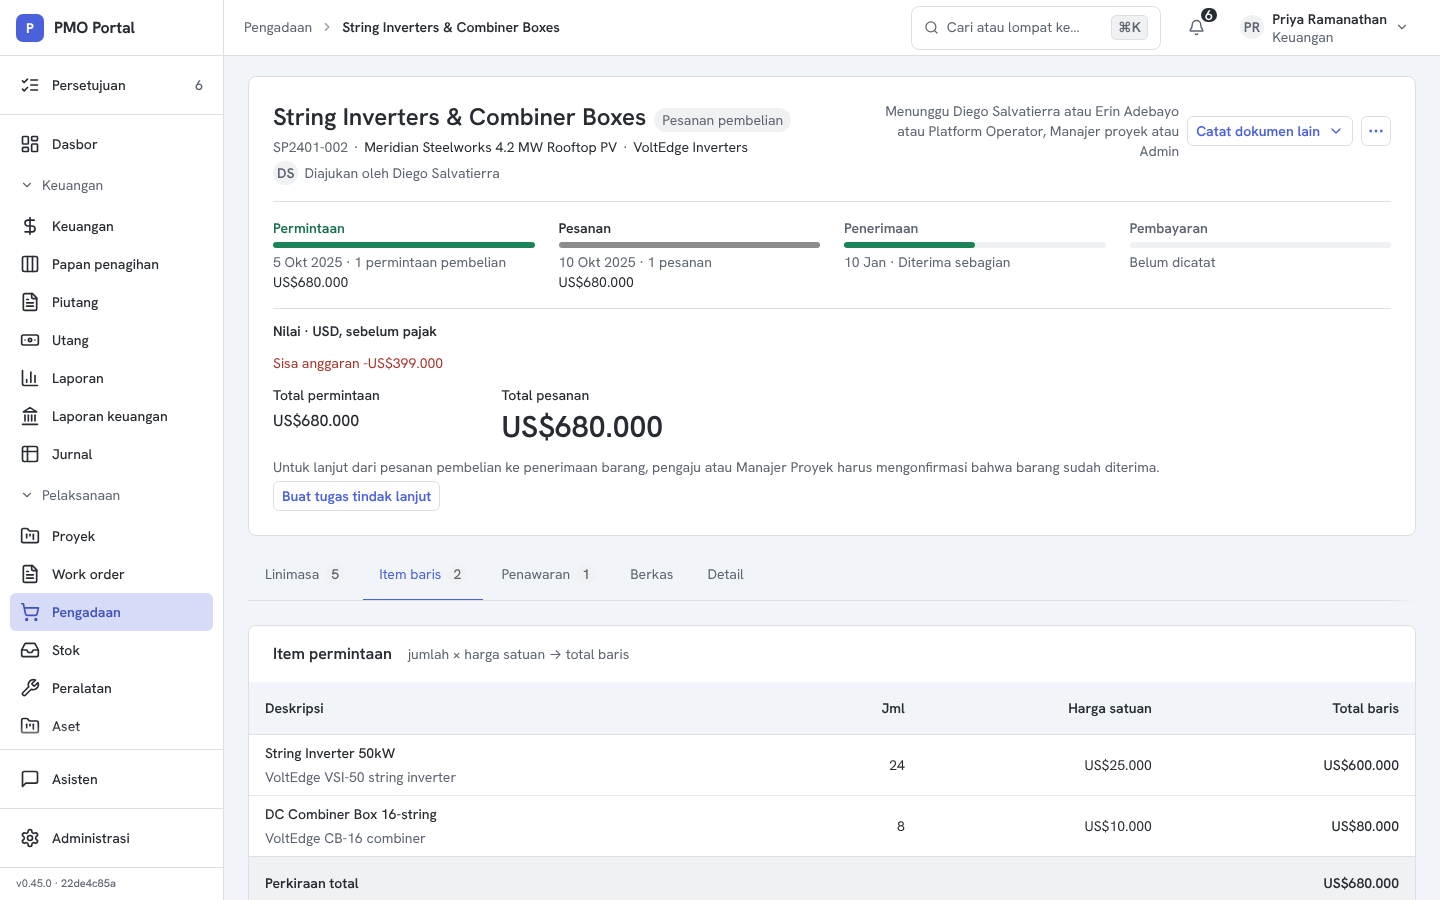 P PMO Portal
Pengadaan > String Inverters & Combiner Boxes
Cari atau lompat ke... ⌘K
6
PR
Priya Ramanathan
Keuangan
Persetujuan 6
Dasbor
Keuangan
Keuangan
Papan penagihan
Piutang
Utang
Laporan
Laporan keuangan
Jurnal
Pelaksanaan
Proyek
Work order
Pengadaan
Stok
Peralatan
Aset
Asisten
Administrasi
v0.45.0 · 22de4c85a
String Inverters & Combiner Boxes Pesanan pembelian
SP2401-002 · Meridian Steelworks 4.2 MW Rooftop PV · VoltEdge Inverters
DS Diajukan oleh Diego Salvatierra
Menunggu Diego Salvatierra atau Erin Adebayo
atau Platform Operator, Manajer proyek atau
Admin
Catat dokumen lain
Permintaan
5 Okt 2025 · 1 permintaan pembelian
US$680.000
Pesanan
10 Okt 2025 · 1 pesanan
US$680.000
Penerimaan
10 Jan · Diterima sebagian
Pembayaran
Belum dicatat
Nilai · USD, sebelum pajak
Sisa anggaran -US$399.000
Total permintaan
US$680.000
Total pesanan
US$680.000
Untuk lanjut dari pesanan pembelian ke penerimaan barang, pengaju atau Manajer Proyek harus mengonfirmasi bahwa barang sudah diterima.
Buat tugas tindak lanjut
Linimasa 5 Item baris 2 Penawaran 1 Berkas Detail
Item permintaan jumlah × harga satuan → total baris
Deskripsi Jml Harga satuan Total baris
String Inverter 50kW
VoltEdge VSI-50 string inverter
24 US$25.000 US$600.000
DC Combiner Box 16-string
VoltEdge CB-16 combiner
8 US$10.000 US$80.000
Perkiraan total US$680.000